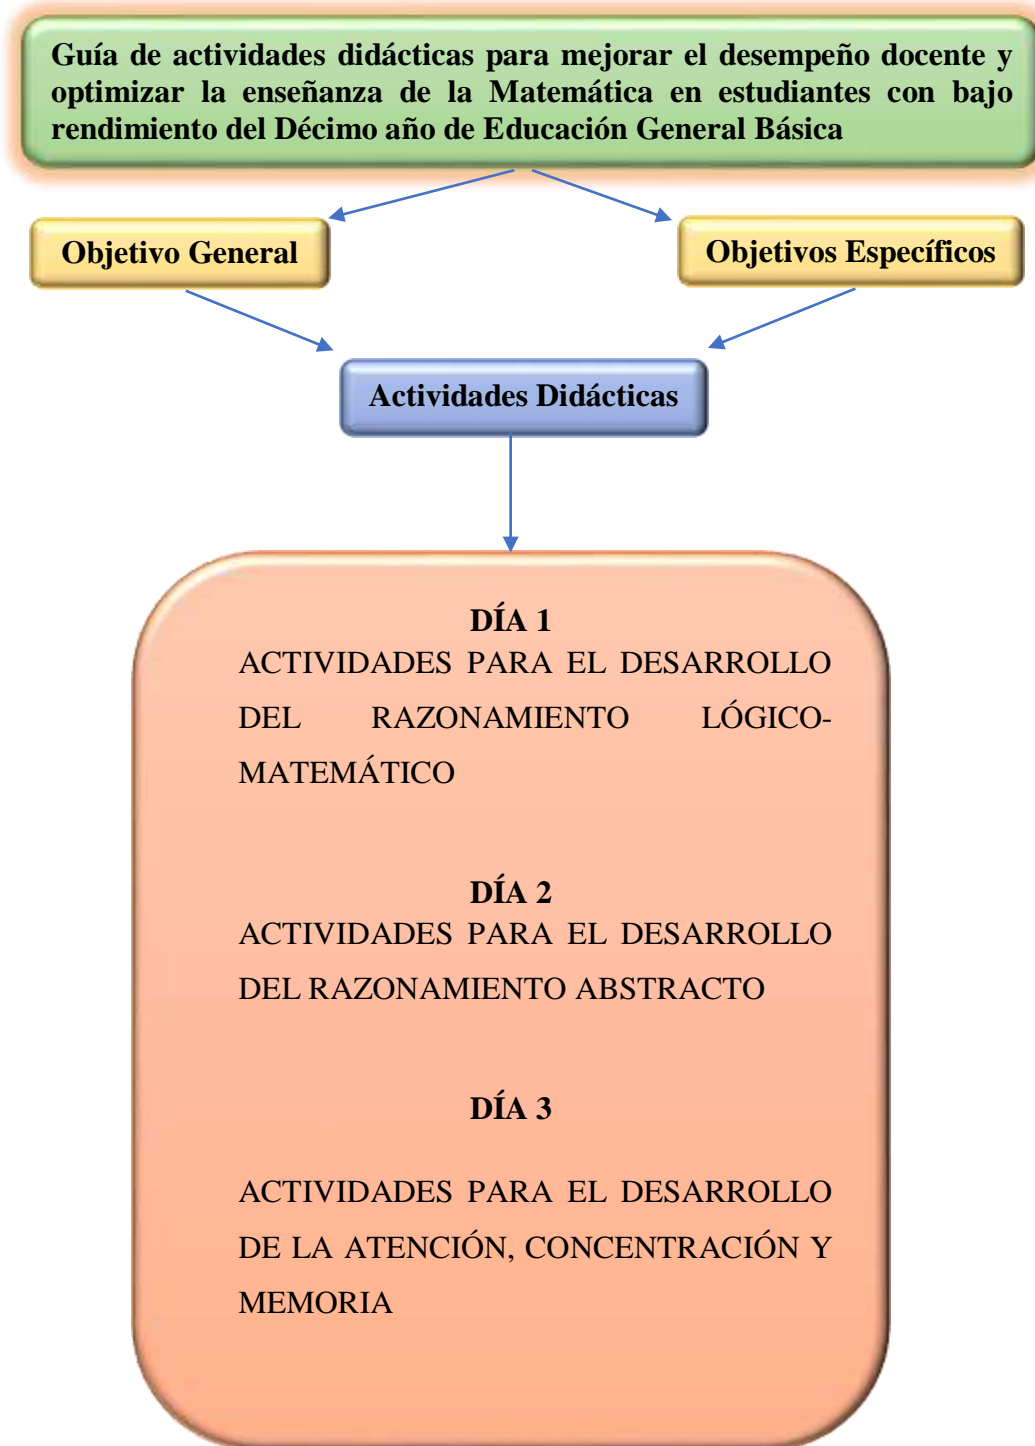 Guía de actividades didácticas para mejorar el desempeño docente y
optimizar la enseñanza de la Matemática en estudiantes con bajo
rendimiento del Décimo año de Educación General Básica
Objetivo General
Objetivos Específicos
Actividades Didácticas
DÍA 1
ACTIVIDADES PARA EL DESARROLLO
DEL RAZONAMIENTO LÓGICO-
MATEMÁTICO
DÍA 2
ACTIVIDADES PARA EL DESARROLLO
DEL RAZONAMIENTO ABSTRACTO
DÍA 3
ACTIVIDADES PARA EL DESARROLLO
DE LA ATENCIÓN, CONCENTRACIÓN Y
MEMORIA